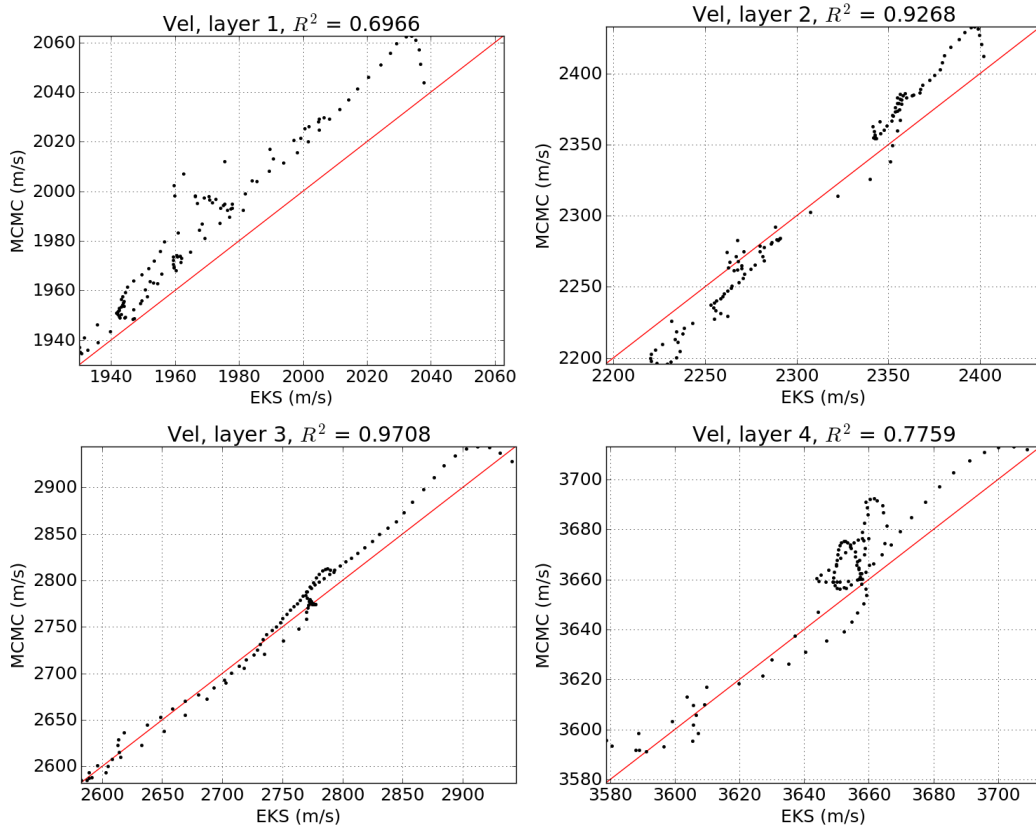 Vel, layer 1, R² = 0.6966
2060
2040
2020
2000
1980
1960
1940
MCMC (m/s)
1940 1960 1980 2000 2020 2040 2060
EKS (m/s)
Vel, layer 2, R² = 0.9268
2400
2350
2300
2250
2200
MCMC (m/s)
2200 2250 2300 2350 2400
EKS (m/s)
Vel, layer 3, R² = 0.9708
2900
2850
2800
2750
2700
2650
2600
MCMC (m/s)
2600 2650 2700 2750 2800 2850 2900
EKS (m/s)
Vel, layer 4, R² = 0.7759
3700
3680
3660
3640
3620
3600
3580
MCMC (m/s)
3580 3600 3620 3640 3660 3680 3700
EKS (m/s)